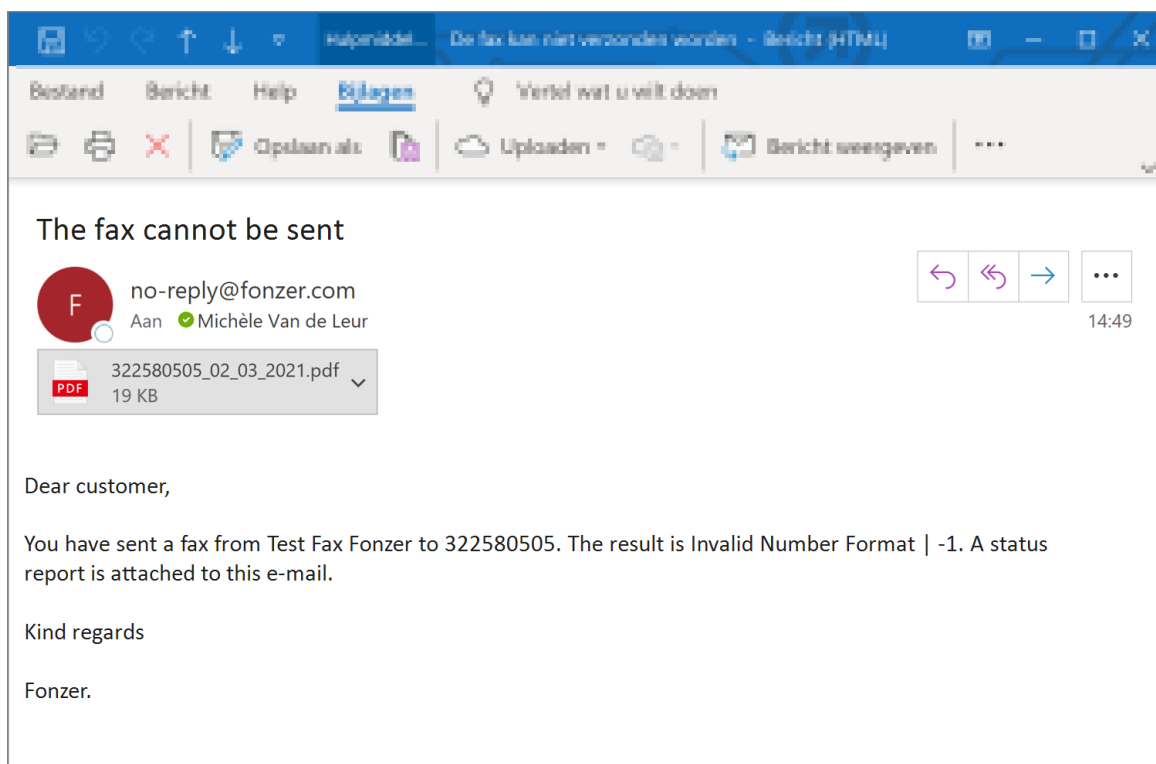 Hulpmiddel... De fax kan niet verzonden worden - Bericht (HTML)
Bestand Bericht Help Bijlagen Vertel wat u wilt doen
Opslaan als Uploaden Bericht weergeven ...
The fax cannot be sent
F
no-reply@fonzer.com
Aan Michèle Van de Leur
14:49
PDF
322580505_02_03_2021.pdf
19 KB
Dear customer,
You have sent a fax from Test Fax Fonzer to 322580505. The result is Invalid Number Format | -1. A status
report is attached to this e-mail.
Kind regards
Fonzer.